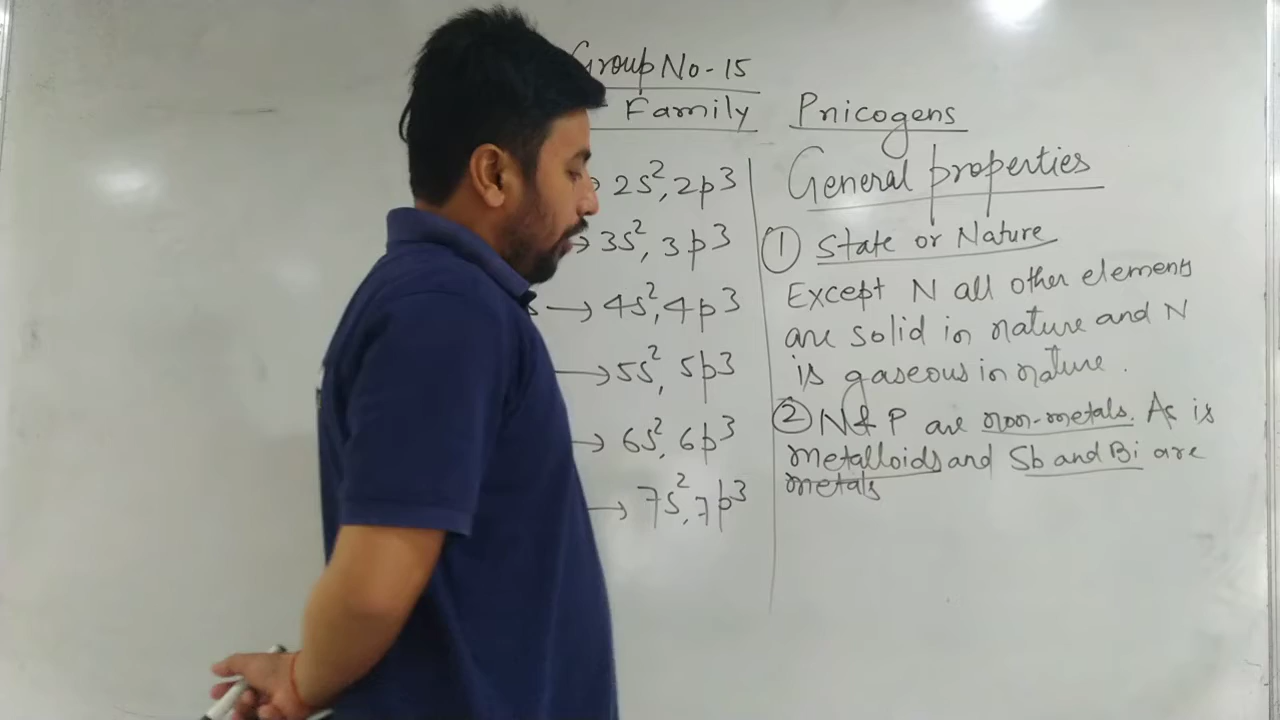 Group No-15
Family
Pnicogens
→ 2s², 2p3
→ 3s², 3p3
s → 4s², 4p3
→ 5s², 5p3
→ 6s², 6p3
→ 7s², 7p3
General properties
① State or Nature
Except N all other elements
are solid in nature and N
is gaseous in nature.
② N & P are non-metals. As is
metalloids and Sb and Bi are
metals